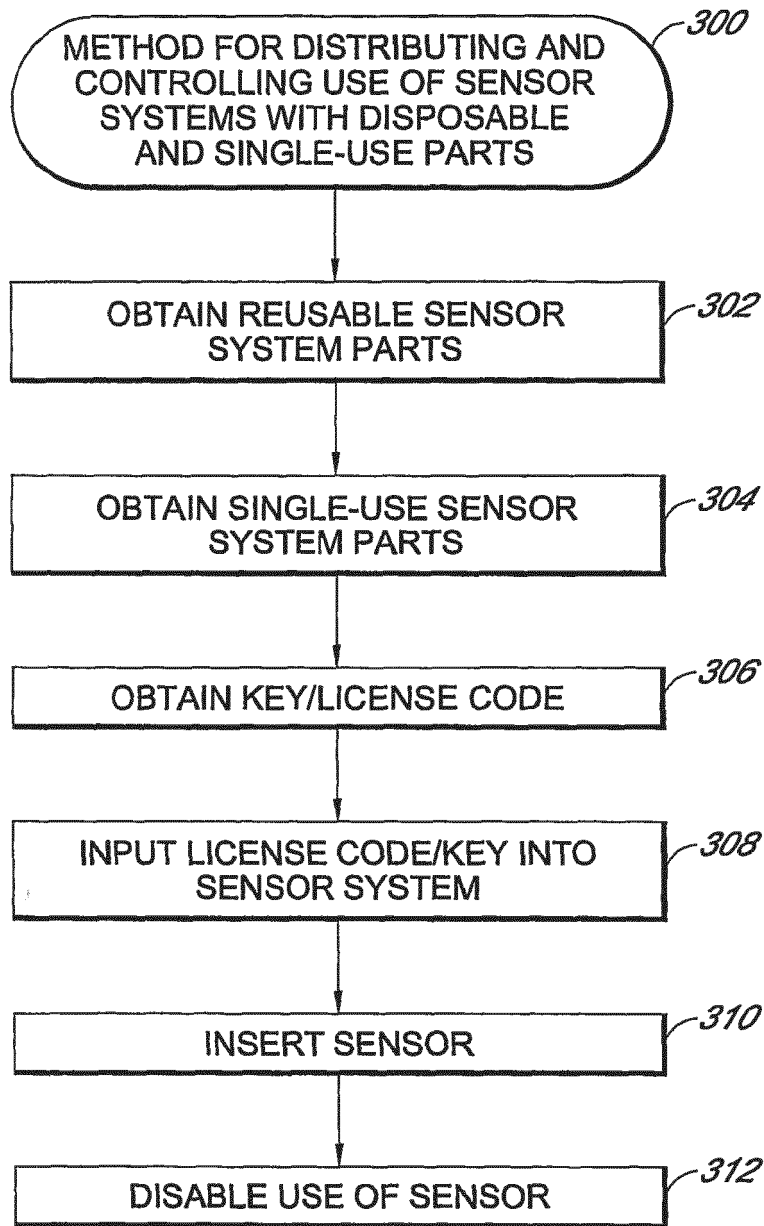 300
METHOD FOR DISTRIBUTING AND
CONTROLLING USE OF SENSOR
SYSTEMS WITH DISPOSABLE
AND SINGLE-USE PARTS
302
OBTAIN REUSABLE SENSOR
SYSTEM PARTS
304
OBTAIN SINGLE-USE SENSOR
SYSTEM PARTS
306
OBTAIN KEY/LICENSE CODE
308
INPUT LICENSE CODE/KEY INTO
SENSOR SYSTEM
310
INSERT SENSOR
312
DISABLE USE OF SENSOR